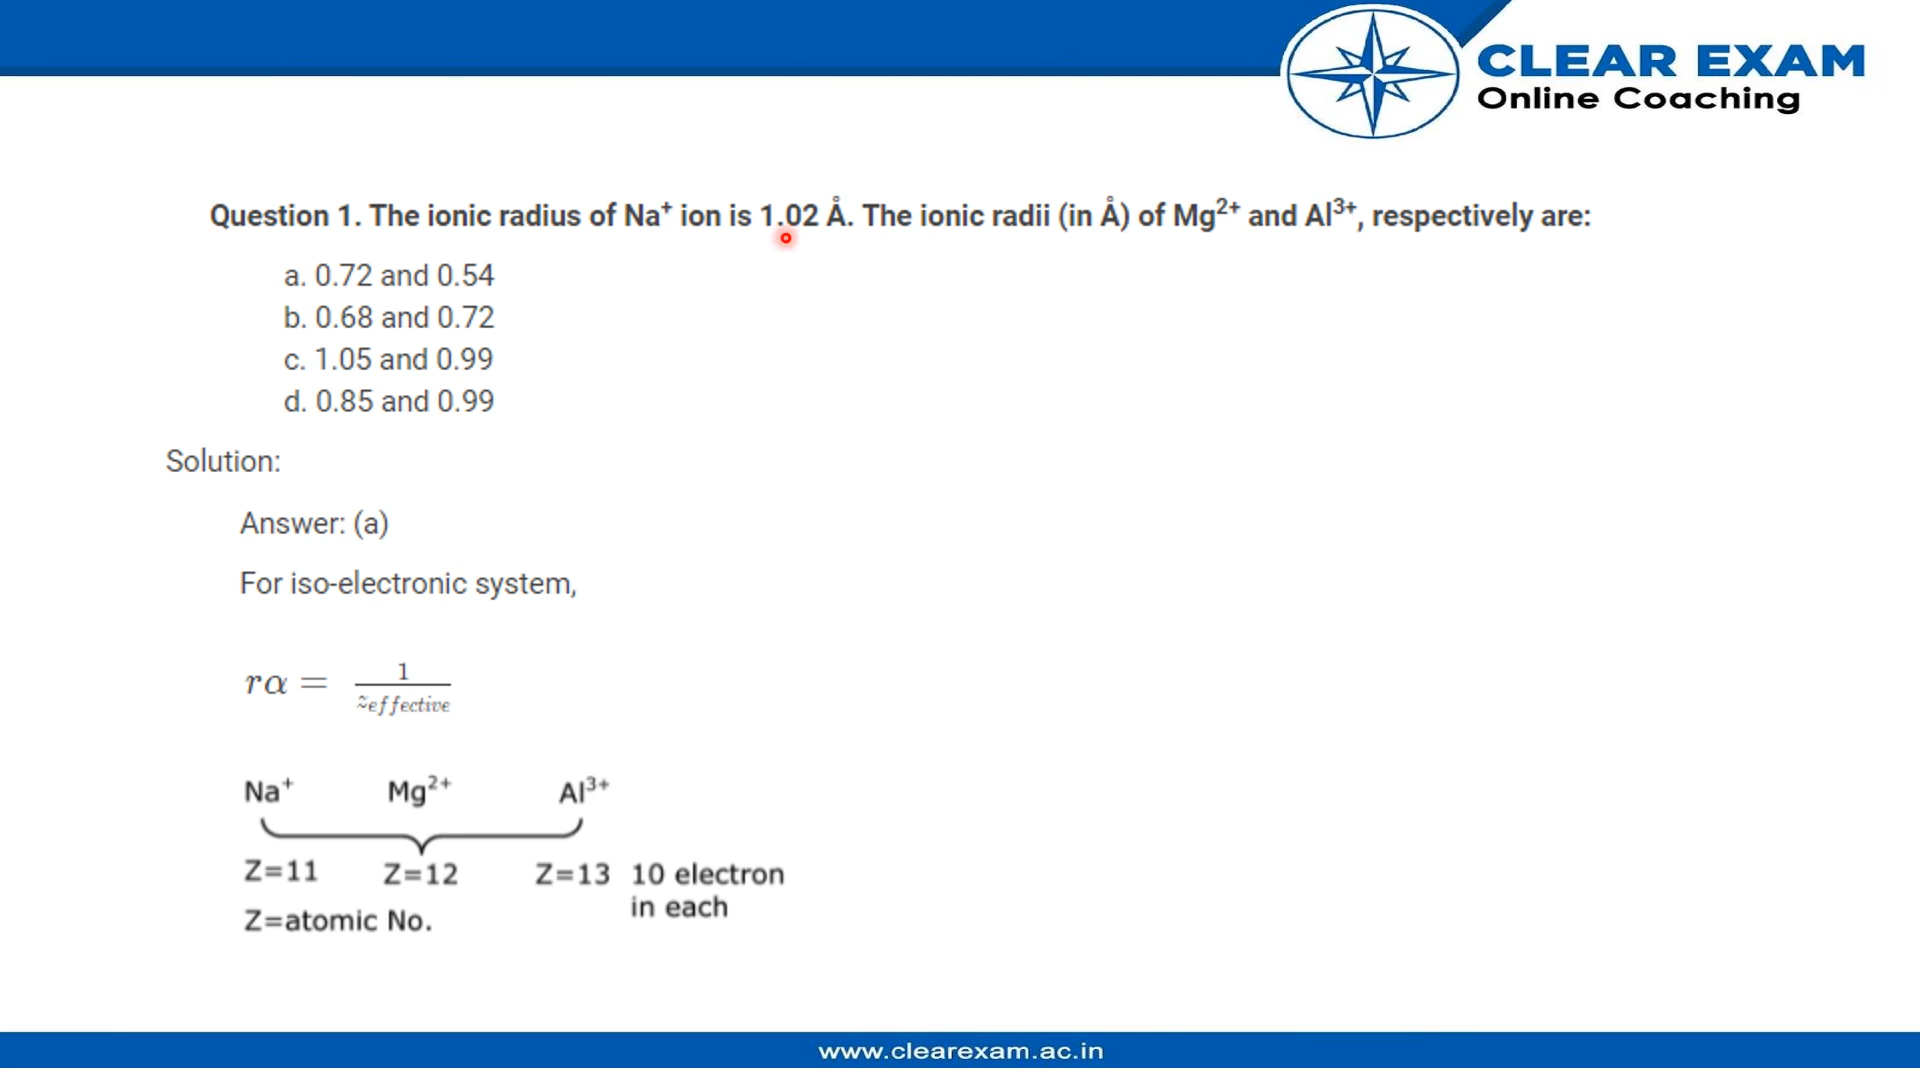 CLEAR EXAM
Online Coaching
Question 1. The ionic radius of Na⁺ ion is 1.02 Å. The ionic radii (in Å) of Mg²⁺ and Al³⁺, respectively are:
a. 0.72 and 0.54
b. 0.68 and 0.72
c. 1.05 and 0.99
d. 0.85 and 0.99
Solution:
Answer: (a)
For iso-electronic system,
rα = 1/z̃effective
Na⁺ Mg²⁺ Al³⁺
Z=11 Z=12 Z=13 10 electron
in each
Z=atomic No.
www.clearexam.ac.in